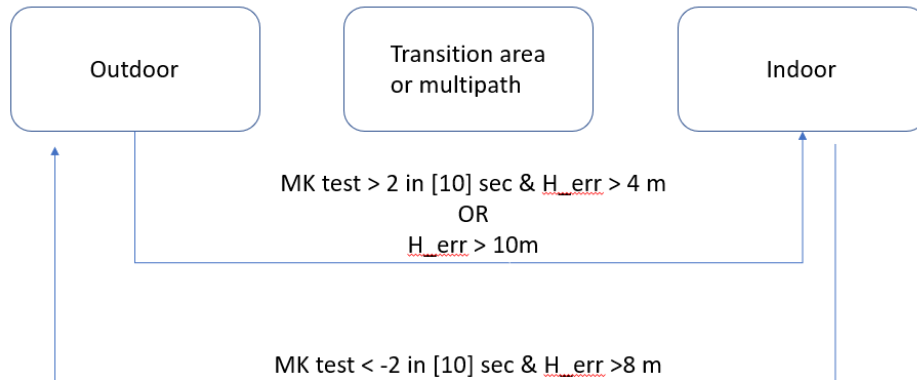 Outdoor
Transition area
or multipath
Indoor
MK test > 2 in [10] sec & H_err > 4 m
OR
H_err > 10m
MK test < -2 in [10] sec & H_err >8 m